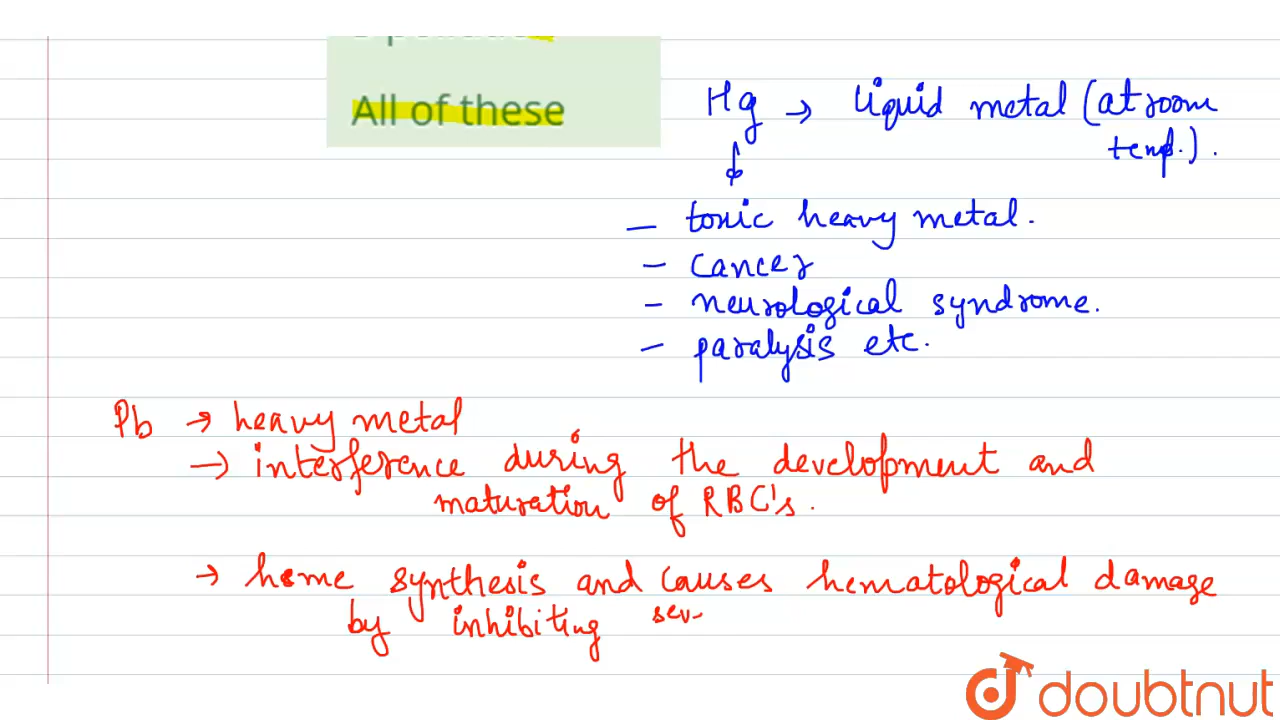 All of these
Hg → liquid metal (at room
temp.).
– toxic heavy metal.
– cancer
– neurological syndrome.
– paralysis etc.
Pb → heavy metal
→ interference during the development and
maturation of RBC's.
→ heme synthesis and causes hematological damage
by inhibiting sev
doubtnut